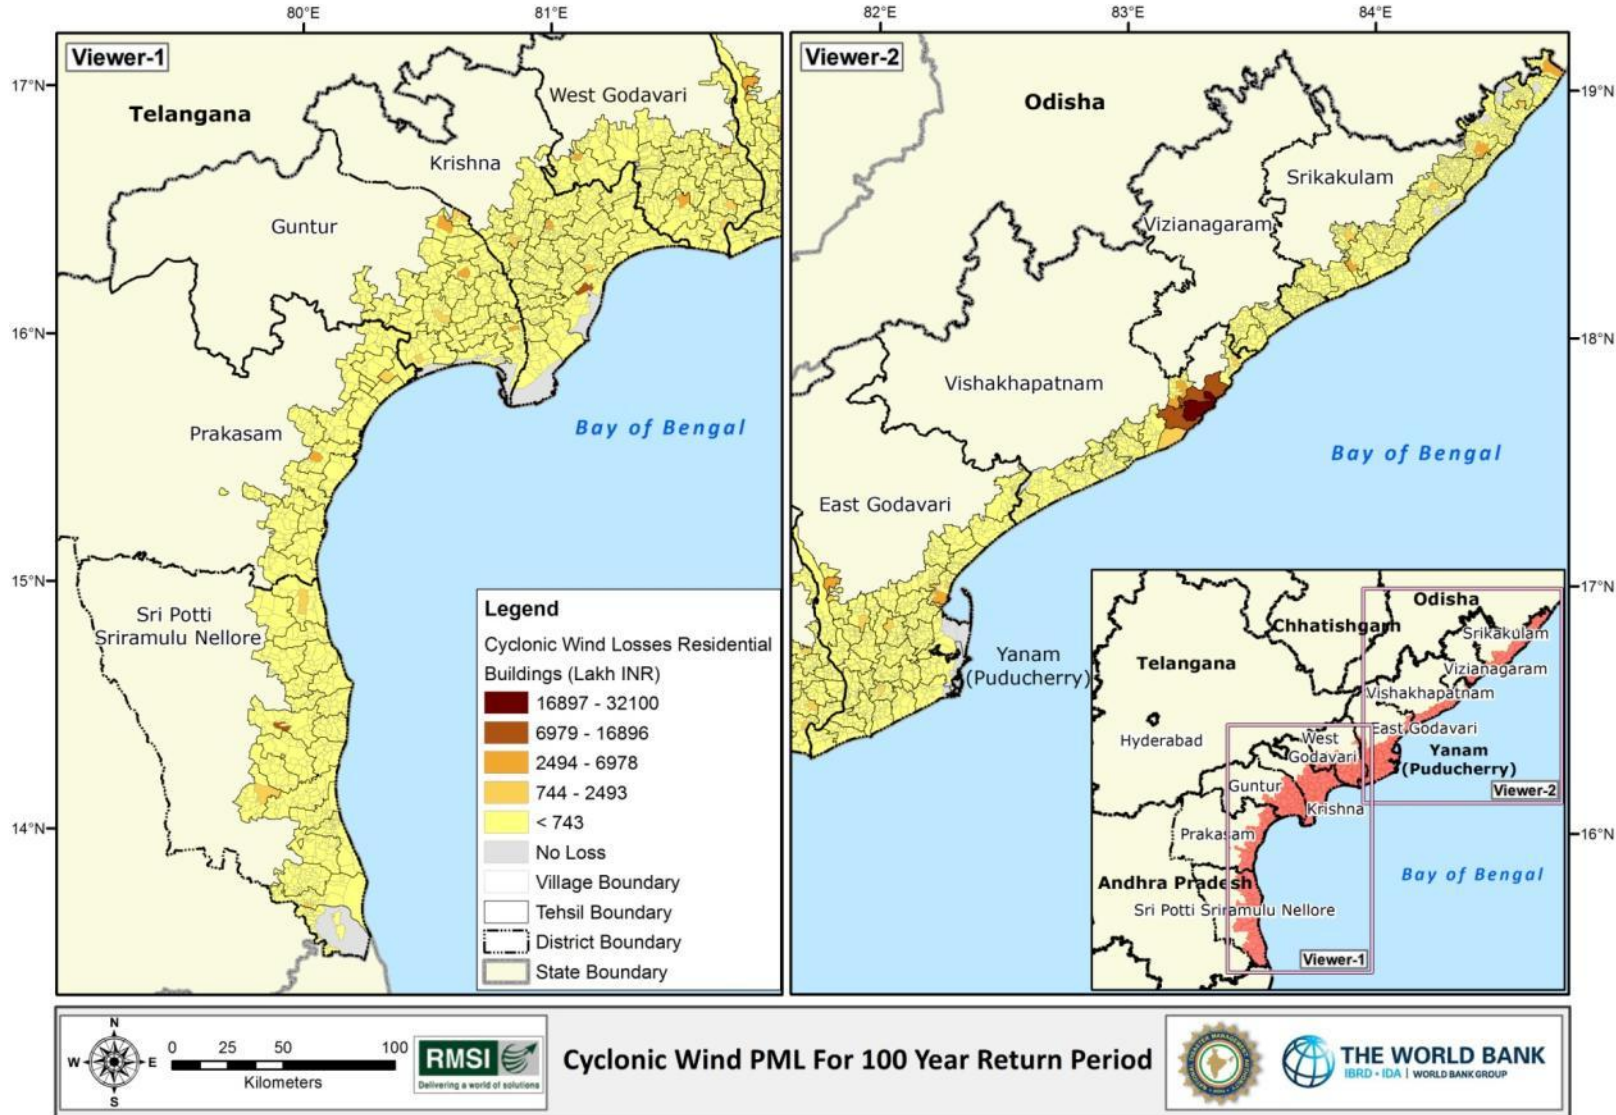 80°E
81°E
82°E
83°E
84°E
Viewer-1
17°N
16°N
15°N
14°N
Telangana
West Godavari
Krishna
Guntur
Prakasam
Bay of Bengal
Sri Potti
Sriramulu Nellore
Legend
Cyclonic Wind Losses Residential
Buildings (Lakh INR)
16897 - 32100
6979 - 16896
2494 - 6978
744 - 2493
< 743
No Loss
Village Boundary
Tehsil Boundary
District Boundary
State Boundary
Viewer-2
19°N
18°N
17°N
16°N
Odisha
Srikakulam
Vizianagaram
Vishakhapatnam
East Godavari
Bay of Bengal
Yanam
(Puducherry)
Odisha
Chhatishgarh
Srikakulam
Telangana
Vizianagaram
Vishakhapatnam
East Godavari
Hyderabad
West
Godavari
Yanam
(Puducherry)
Guntur
Viewer-2
Krishna
Prakasam
Bay of Bengal
Andhra Pradesh
Sri Potti Sriramulu Nellore
Viewer-1
N
W
E
S
0 25 50 100
Kilometers
RMSI
Delivering a world of solutions
Cyclonic Wind PML For 100 Year Return Period
THE WORLD BANK
IBRD • IDA | WORLD BANK GROUP